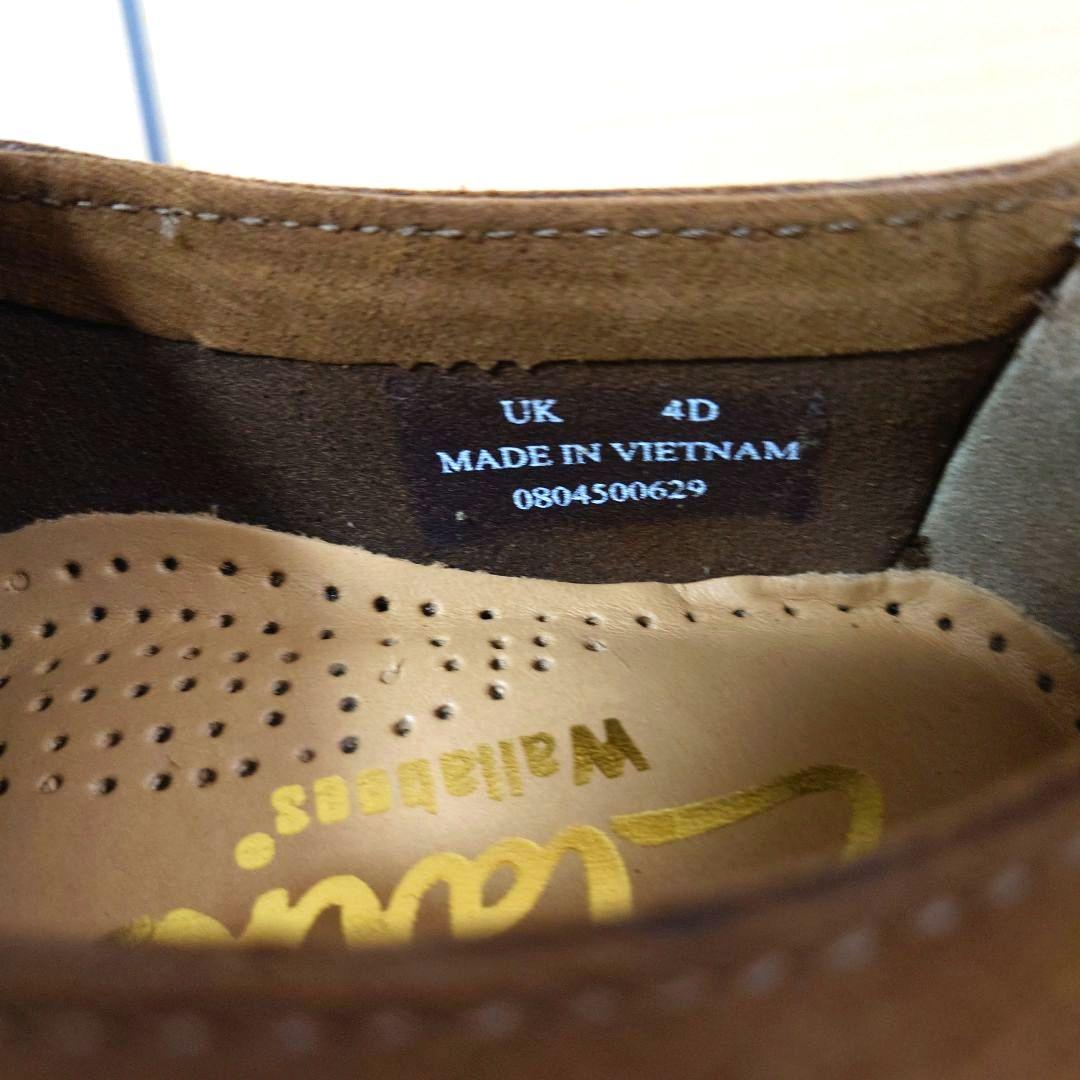 UK 4D
MADE IN VIETNAM
0804500629
Wallabees®